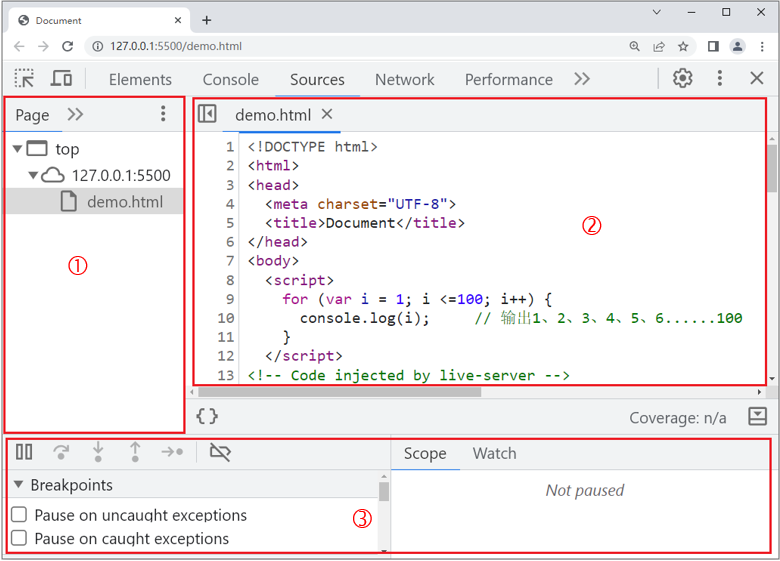 Document
127.0.0.1:5500/demo.html
Elements Console Sources Network Performance
Page
top
127.0.0.1:5500
demo.html
①
demo.html
1 <!DOCTYPE html>
2 <html>
3 <head>
4 <meta charset="UTF-8">
5 <title>Document</title>
6 </head>
7 <body>
8 <script>
9 for (var i = 1; i <=100; i++) {
10 console.log(i); // 输出1、2、3、4、5、6......100
11 }
12 </script>
13 <!-- Code injected by live-server -->
②
{} Coverage: n/a
Breakpoints
Pause on uncaught exceptions
Pause on caught exceptions
③
Scope Watch
Not paused